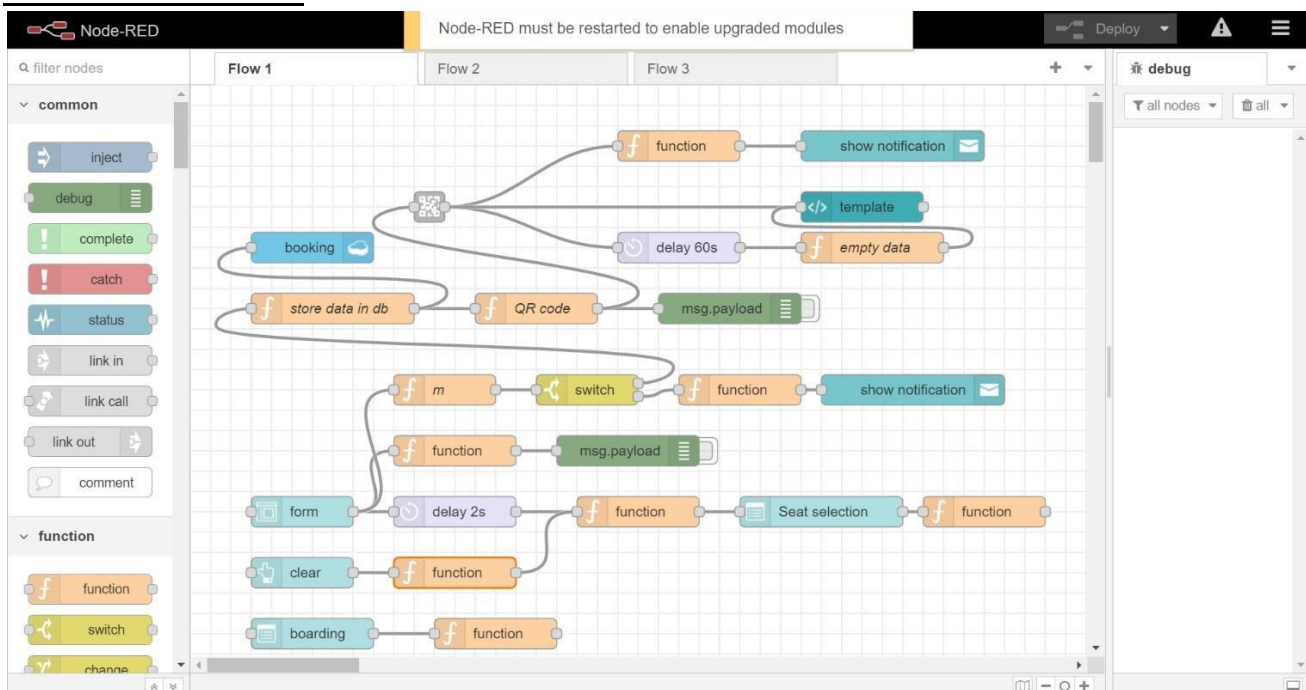 Node-RED
Node-RED must be restarted to enable upgraded modules
Deploy
filter nodes
Flow 1
Flow 2
Flow 3
debug
common
all nodes
all
inject
debug
complete
catch
status
link in
link call
link out
comment
function
function
switch
change
function
show notification
template
booking
delay 60s
empty data
store data in db
QR code
msg.payload
m
switch
function
show notification
function
msg.payload
form
delay 2s
function
Seat selection
function
clear
function
boarding
function